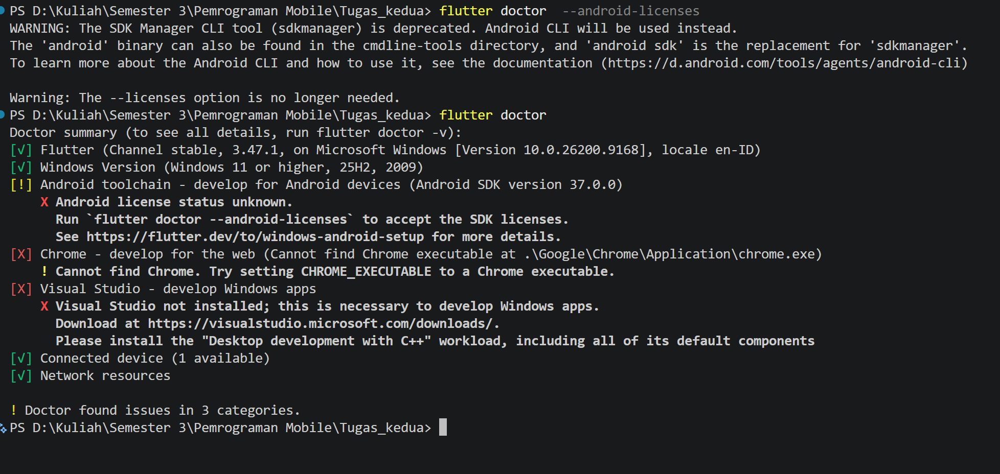 PS D:\Kuliah\Semester 3\Pemrograman Mobile\Tugas_kedua> flutter doctor  --android-licenses
WARNING: The SDK Manager CLI tool (sdkmanager) is deprecated. Android CLI will be used instead.
The 'android' binary can also be found in the cmdline-tools directory, and 'android sdk' is the replacement for 'sdkmanager'.
To learn more about the Android CLI and how to use it, see the documentation (https://d.android.com/tools/agents/android-cli)
Warning: The --licenses option is no longer needed.
PS D:\Kuliah\Semester 3\Pemrograman Mobile\Tugas_kedua> flutter doctor
Doctor summary (to see all details, run flutter doctor -v):
[√] Flutter (Channel stable, 3.47.1, on Microsoft Windows [Version 10.0.26200.9168], locale en-ID)
[√] Windows Version (Windows 11 or higher, 25H2, 2009)
[!] Android toolchain - develop for Android devices (Android SDK version 37.0.0)
    X Android license status unknown.
      Run `flutter doctor --android-licenses` to accept the SDK licenses.
      See https://flutter.dev/to/windows-android-setup for more details.
[X] Chrome - develop for the web (Cannot find Chrome executable at .\Google\Chrome\Application\chrome.exe)
    ! Cannot find Chrome. Try setting CHROME_EXECUTABLE to a Chrome executable.
[X] Visual Studio - develop Windows apps
    X Visual Studio not installed; this is necessary to develop Windows apps.
      Download at https://visualstudio.microsoft.com/downloads/.
      Please install the "Desktop development with C++" workload, including all of its default components
[√] Connected device (1 available)
[√] Network resources
! Doctor found issues in 3 categories.
PS D:\Kuliah\Semester 3\Pemrograman Mobile\Tugas_kedua>